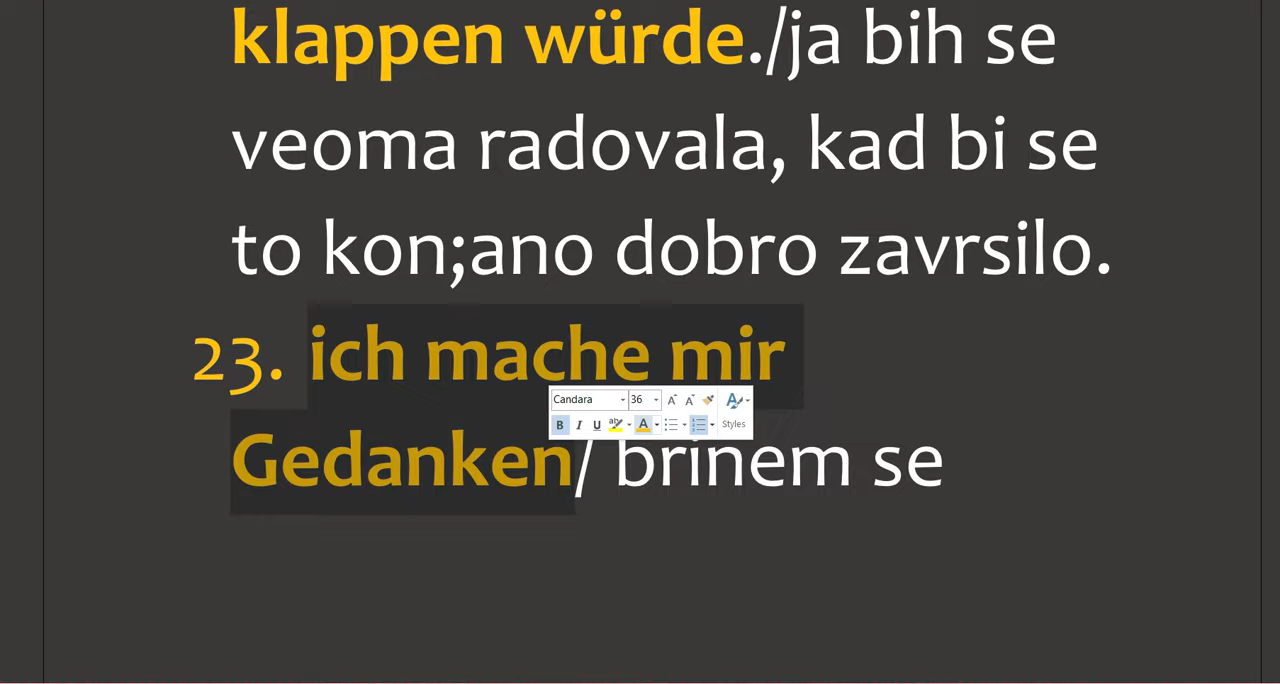 klappen würde./ja bih se
veoma radovala, kad bi se
to kon;ano dobro zavrsilo.
23. ich mache mir
Candara 36
B I U Styles
Gedanken/ brinem se